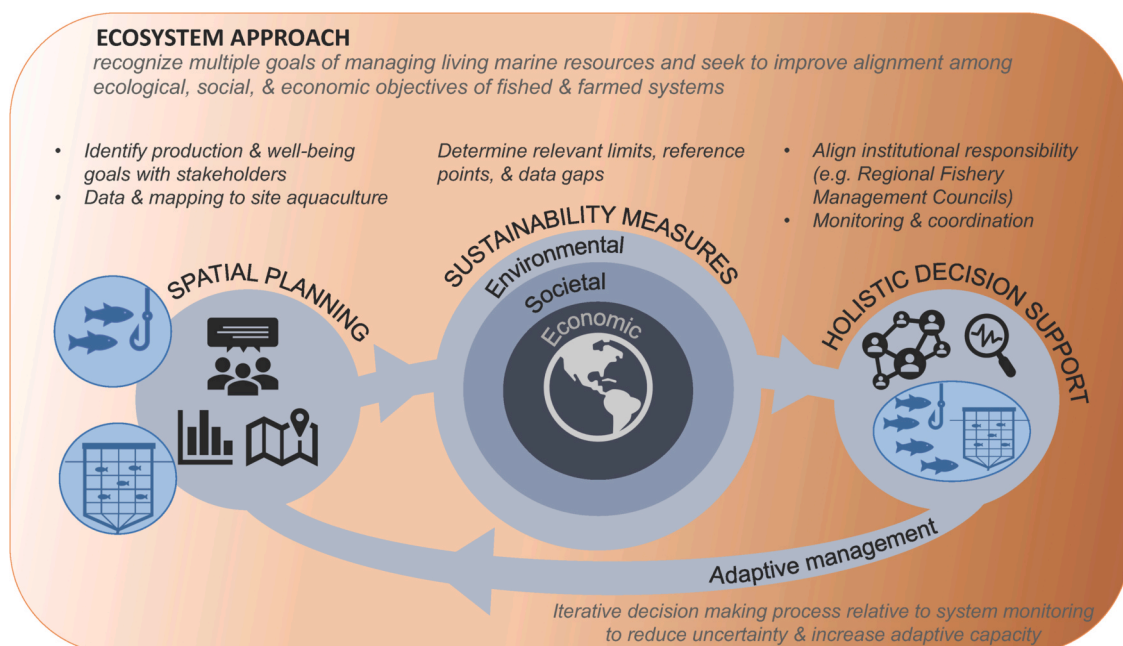 ECOSYSTEM APPROACH
recognize multiple goals of managing living marine resources and seek to improve alignment among
ecological, social, & economic objectives of fished & farmed systems
• Identify production & well-being
goals with stakeholders
• Data & mapping to site aquaculture
Determine relevant limits, reference
points, & data gaps
• Align institutional responsibility
(e.g. Regional Fishery
Management Councils)
• Monitoring & coordination
SPATIAL PLANNING
SUSTAINABILITY MEASURES
Environmental
Societal
Economic
HOLISTIC DECISION SUPPORT
Adaptive management
Iterative decision making process relative to system monitoring
to reduce uncertainty & increase adaptive capacity